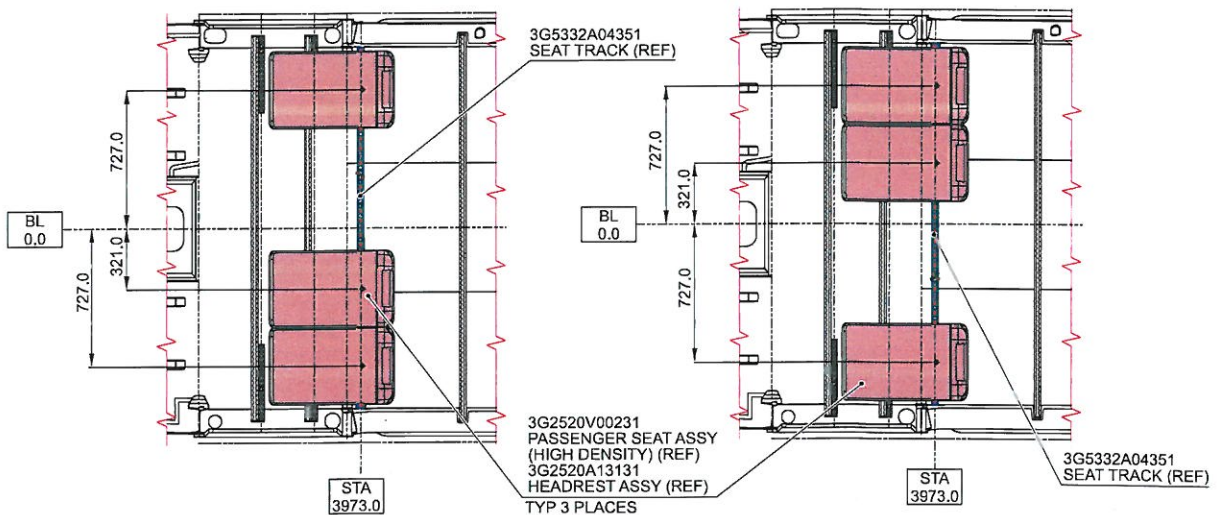 3G5332A04351
SEAT TRACK (REF)
727.0
321.0
727.0
BL
0.0
STA
3973.0
3G2520V00231
PASSENGER SEAT ASSY
(HIGH DENSITY) (REF)
3G2520A13131
HEADREST ASSY (REF)
TYP 3 PLACES
727.0
321.0
727.0
BL
0.0
STA
3973.0
3G5332A04351
SEAT TRACK (REF)